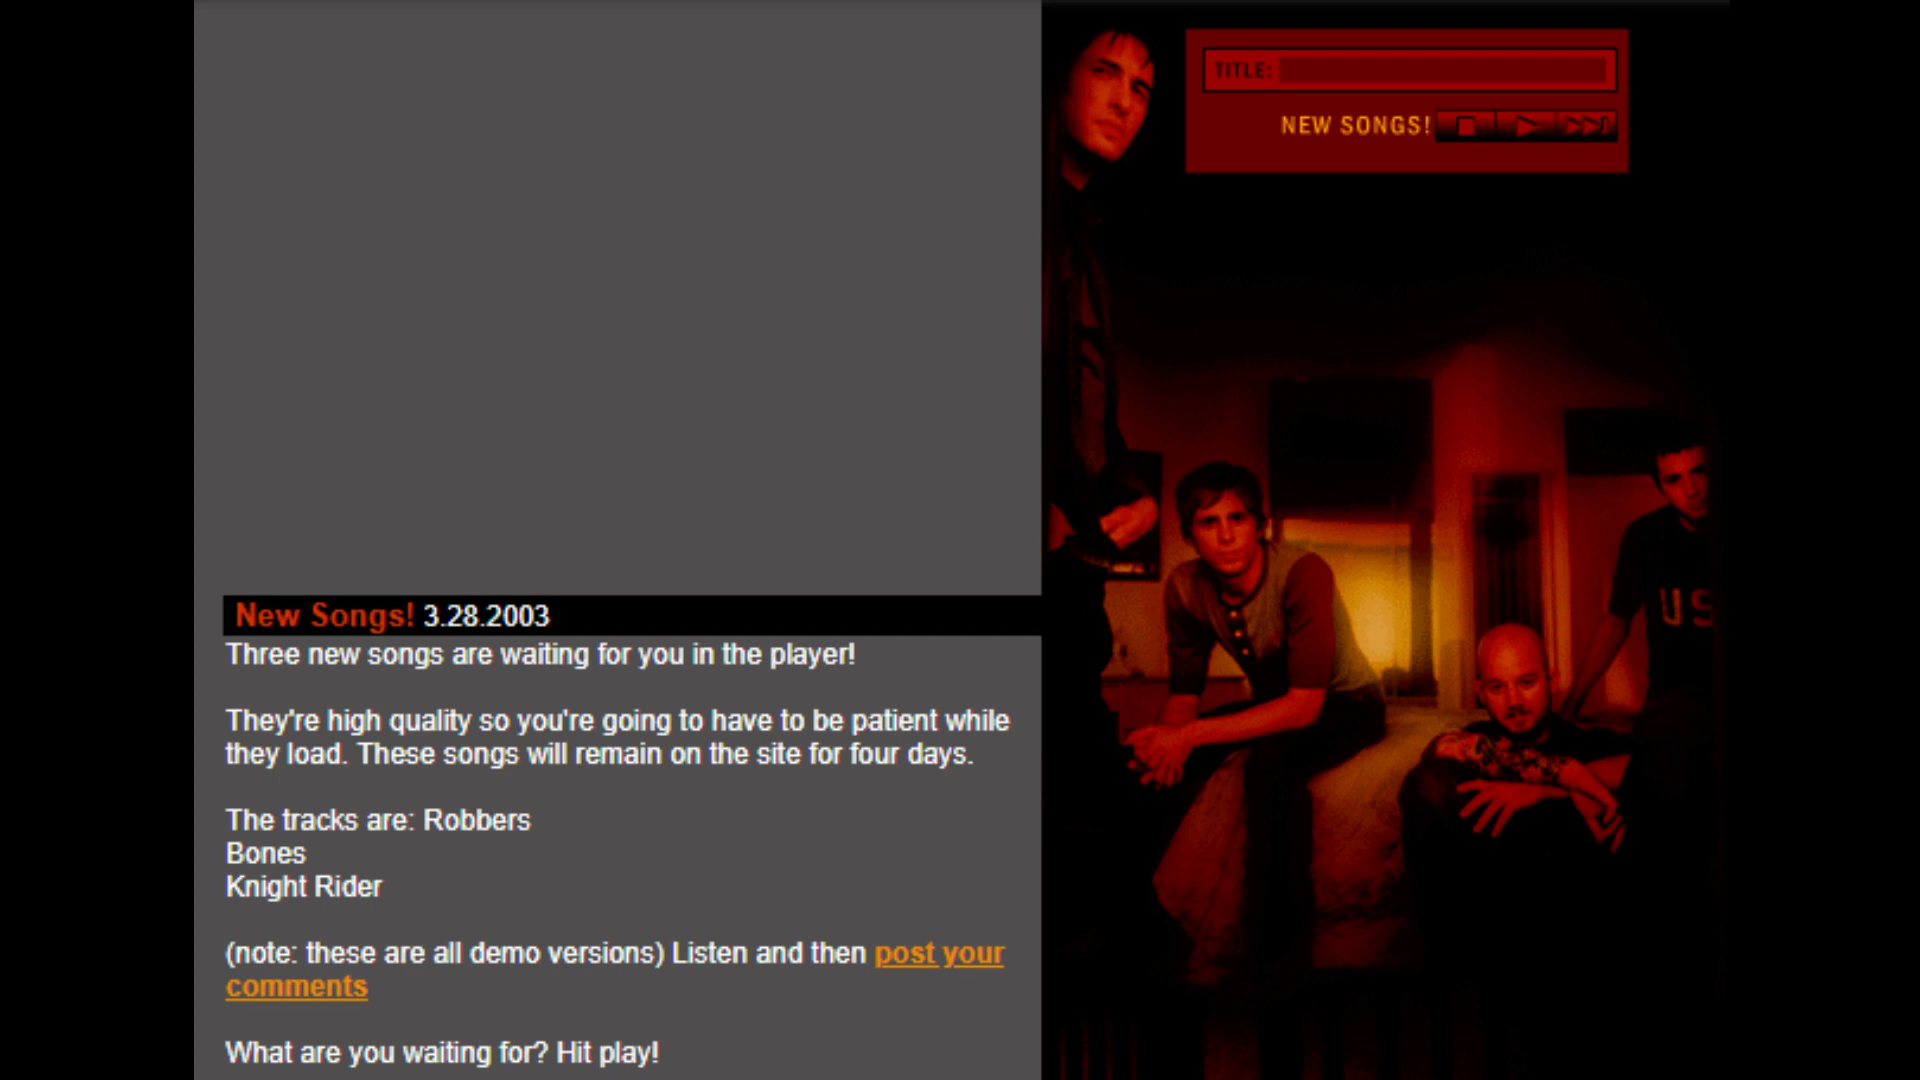 TITLE:
NEW SONGS!
New Songs! 3.28.2003
Three new songs are waiting for you in the player!
They're high quality so you're going to have to be patient while
they load. These songs will remain on the site for four days.
The tracks are: Robbers
Bones
Knight Rider
(note: these are all demo versions) Listen and then post your
comments
What are you waiting for? Hit play!
US